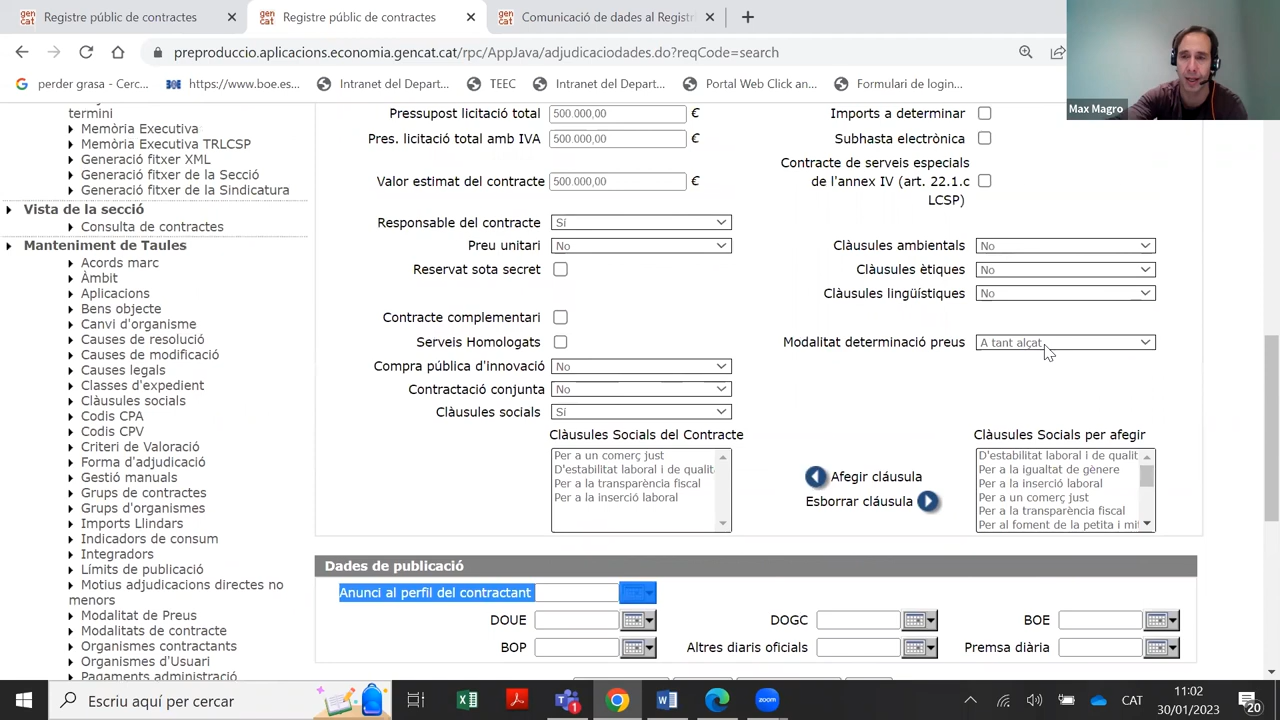 Registre públic de contractes
Registre públic de contractes
Comunicació de dades al Regist
preproduccio.aplicacions.economia.gencat.cat/rpc/AppJava/adjudicaciodades.do?reqCode=search
perder grasa - Cerc...
https://www.boe.es...
Intranet del Depart...
TEEC
Intranet del Depart...
Portal Web Click an...
Formulari de login...
Max Magro
termini
Memòria Executiva
Memòria Executiva TRLCSP
Generació fitxer XML
Generació fitxer de la Secció
Generació fitxer de la Sindicatura
Vista de la secció
Consulta de contractes
Manteniment de Taules
Acords marc
Àmbit
Aplicacions
Bens objecte
Canvi d'organisme
Causes de resolució
Causes de modificació
Causes legals
Classes d'expedient
Clàusules socials
Codis CPA
Codis CPV
Criteri de Valoració
Forma d'adjudicació
Gestió manuals
Grups de contractes
Grups d'organismes
Imports Llindars
Indicadors de consum
Integradors
Límits de publicació
Motius adjudicacions directes no
menors
Modalitat de Preus
Modalitats de contracte
Organismes contractants
Organismes d'Usuari
Pagaments administració
Pressupost licitació total 500.000,00 €
Imports a determinar
Pres. licitació total amb IVA 500.000,00 €
Subhasta electrònica
Contracte de serveis especials
de l'annex IV (art. 22.1.c
LCSP)
Valor estimat del contracte 500.000,00 €
Responsable del contracte Sí
Preu unitari No
Clàusules ambientals No
Reservat sota secret
Clàusules ètiques No
Clàusules lingüístiques No
Contracte complementari
Serveis Homologats
Modalitat determinació preus A tant alçat
Compra pública d'innovació No
Contractació conjunta No
Clàusules socials Sí
Clàusules Socials del Contracte
Per a un comerç just
D'estabilitat laboral i de qualit
Per a la transparència fiscal
Per a la inserció laboral
Afegir cláusula
Esborrar cláusula
Clàusules Socials per afegir
D'estabilitat laboral i de qualit
Per a la igualtat de gènere
Per a la inserció laboral
Per a un comerç just
Per a la transparència fiscal
Per al foment de la petita i mi
Dades de publicació
Anunci al perfil del contractant
DOUE
DOGC
BOE
BOP
Altres diaris oficials
Premsa diària
Escriu aquí per cercar
1
CAT
11:02
30/01/2023
20